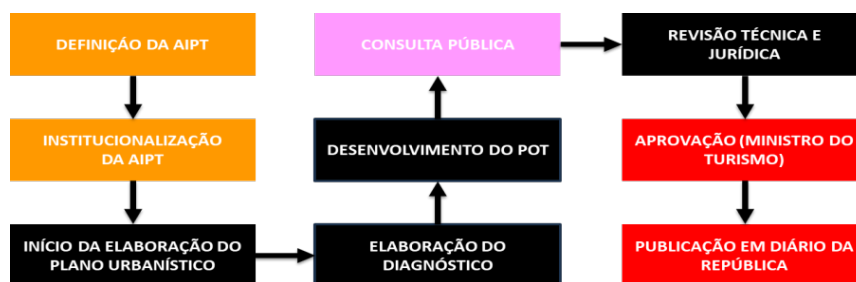 DEFINIÇÁO DA AIPT
INSTITUCIONALIZAÇÃO
DA AIPT
INÍCIO DA ELABORAÇÃO DO
PLANO URBANÍSTICO
ELABORAÇÃO DO
DIAGNÓSTICO
DESENVOLVIMENTO DO POT
CONSULTA PÚBLICA
REVISÃO TÉCNICA E
JURÍDICA
APROVAÇÃO (MINISTRO DO
TURISMO)
PUBLICAÇÃO EM DIÁRIO DA
REPÚBLICA